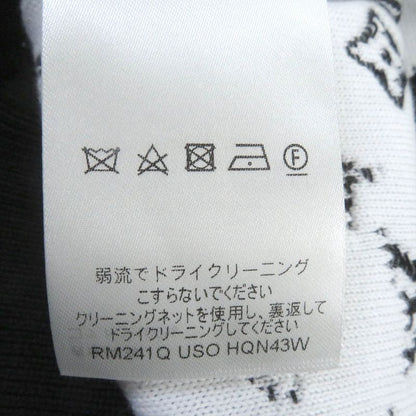 F
弱流でドライクリーニング
こすらないでください
クリーニングネットを使用し、裏返して
ドライクリーニングしてください
RM241Q USO HQN43W